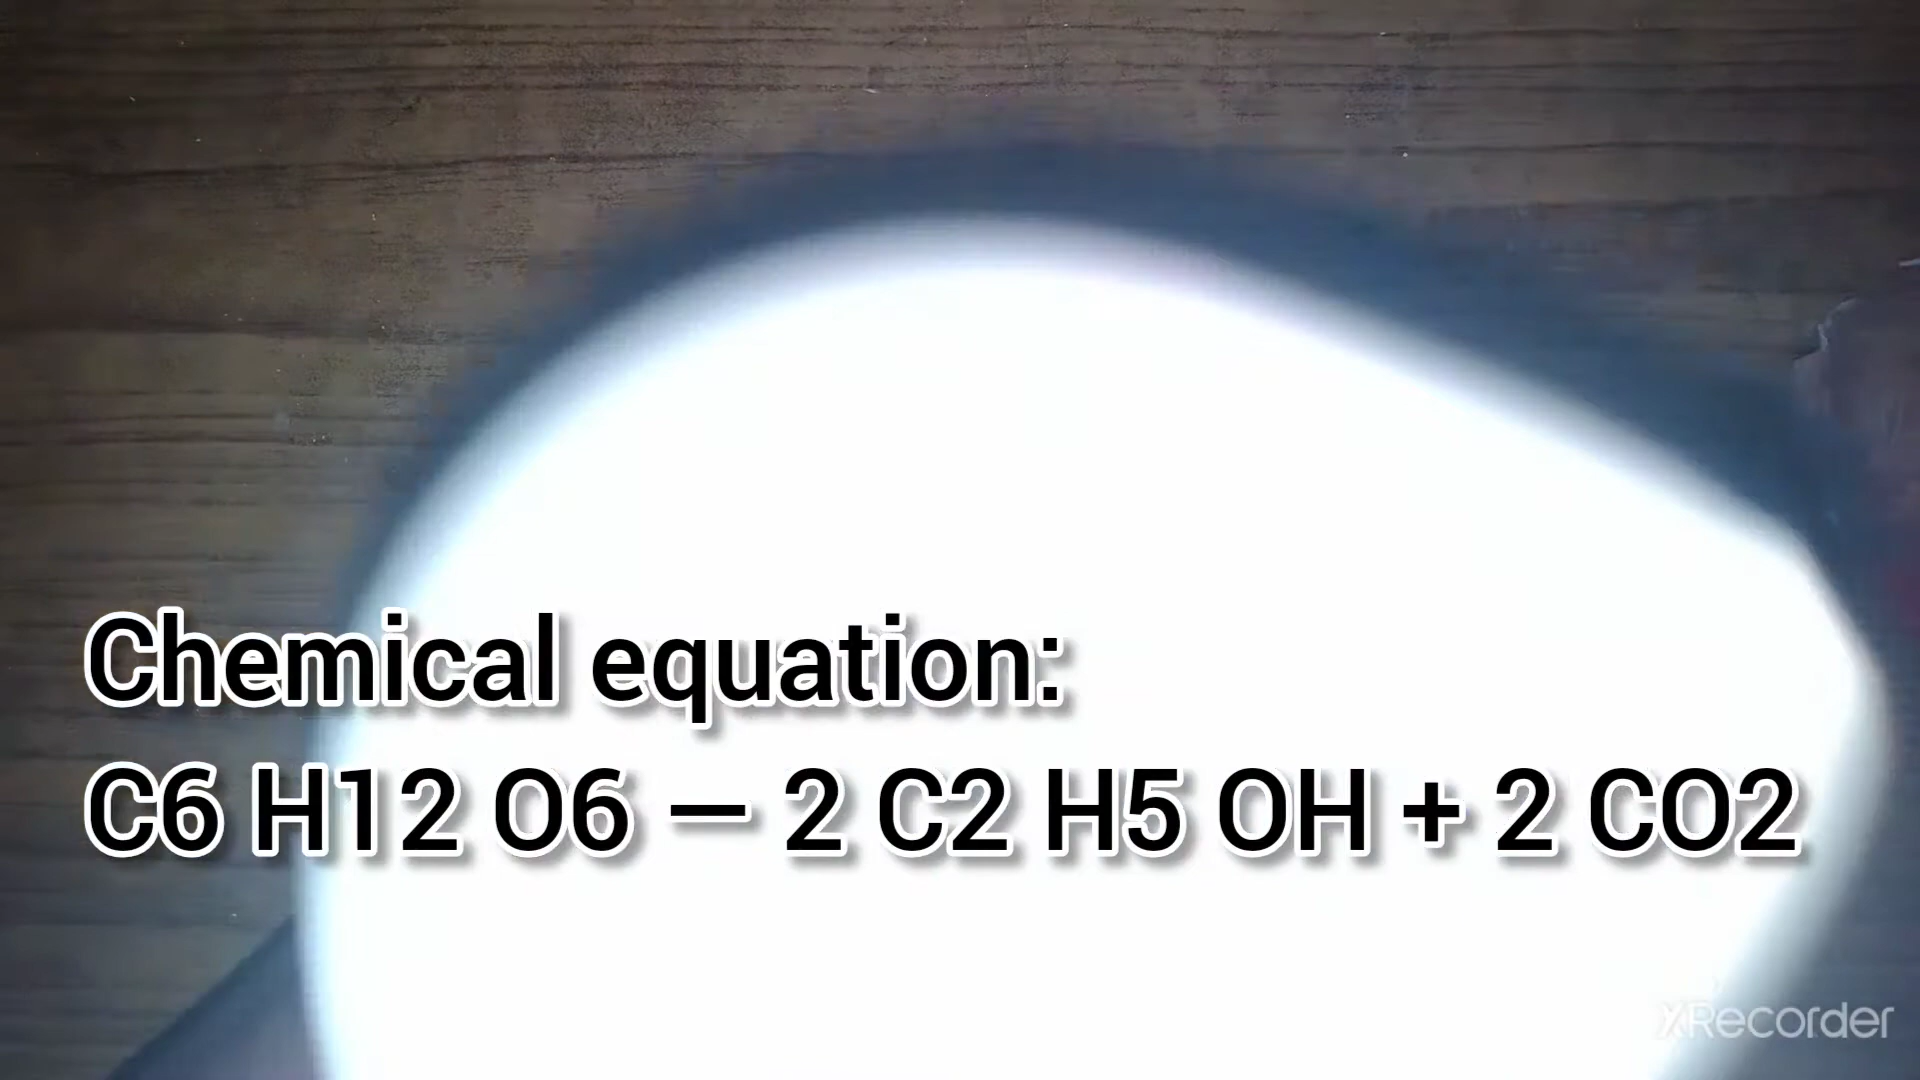 Chemical equation:
C6 H12 O6 – 2 C2 H5 OH + 2 CO2
XRecorder